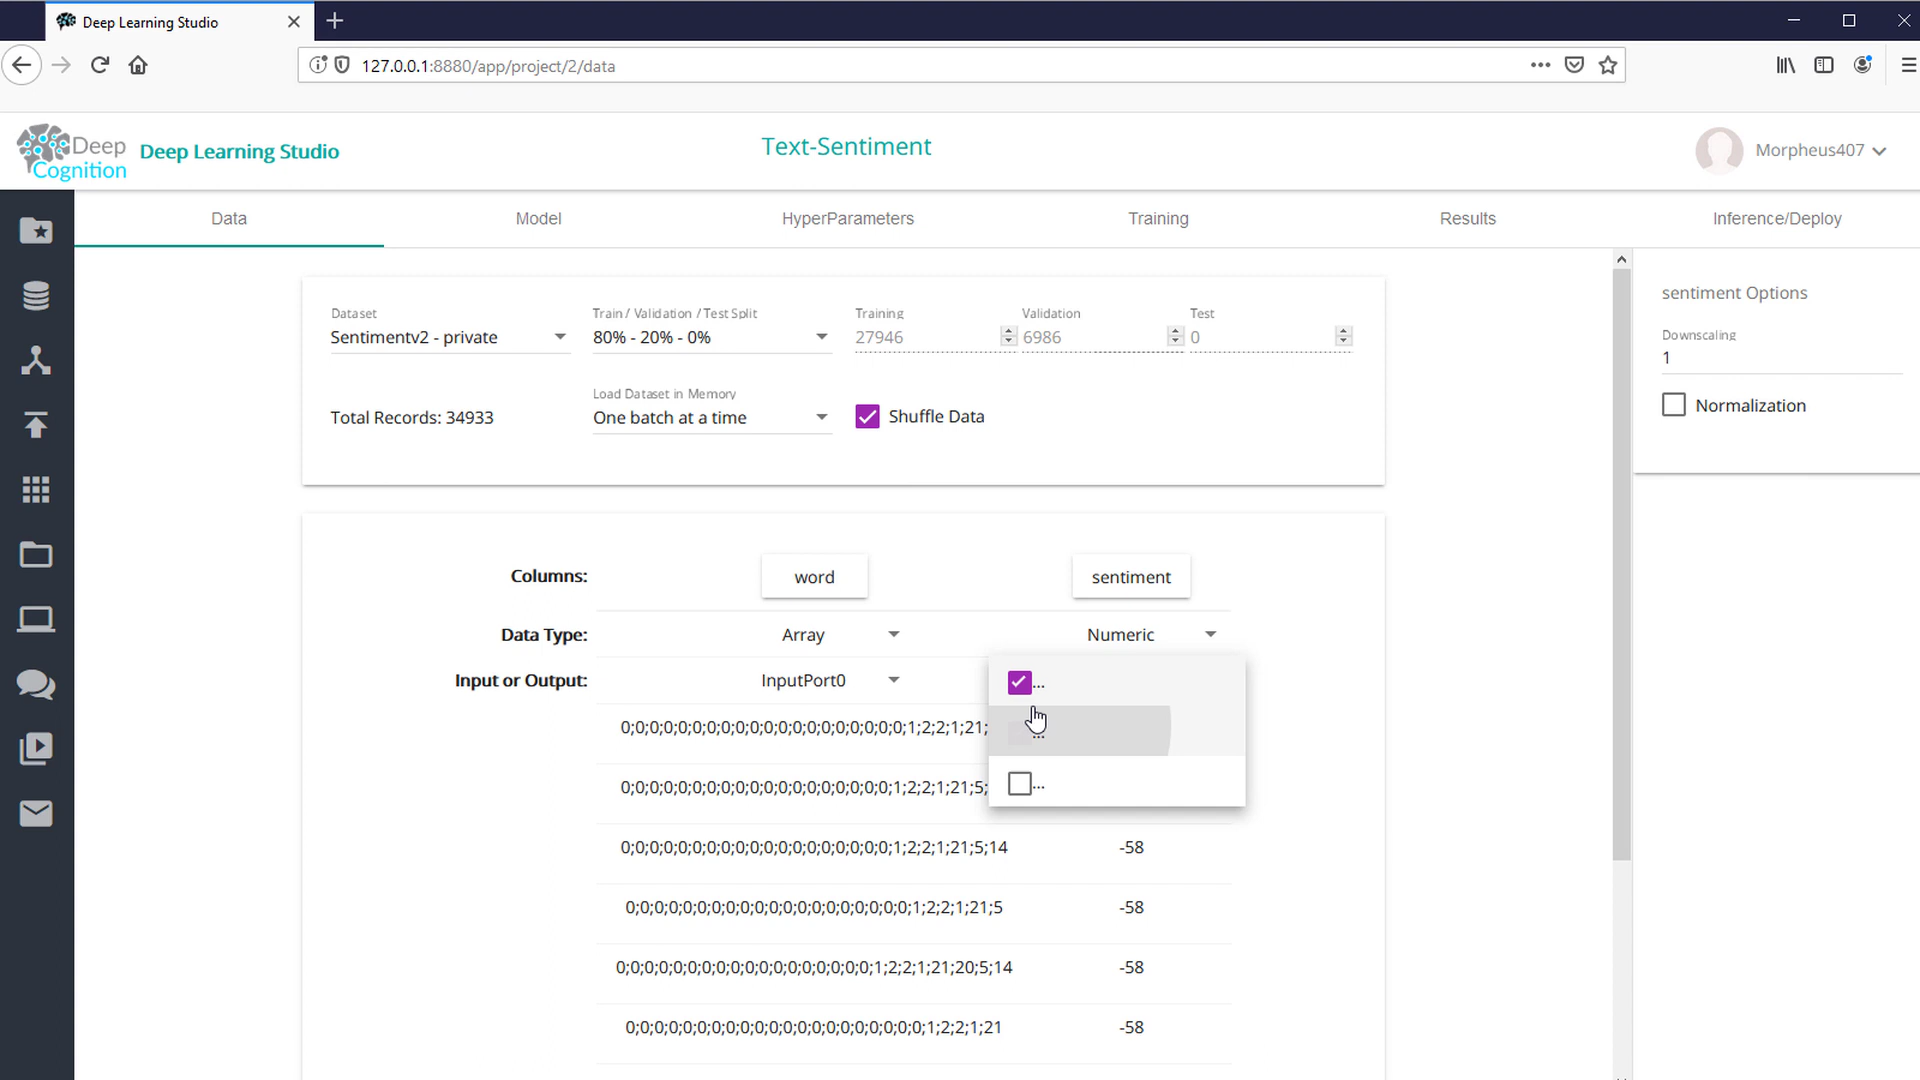 Deep Learning Studio
127.0.0.1:8880/app/project/2/data
Deep Cognition
Deep Learning Studio
Text-Sentiment
Morpheus407
Data Model HyperParameters Training Results Inference/Deploy
Dataset Train / Validation / Test Split Training Validation Test
Sentimentv2 - private 80% - 20% - 0% 27946 6986 0
Load Dataset in Memory
Total Records: 34933 One batch at a time Shuffle Data
sentiment Options
Downscaling
1
Normalization
Columns: word sentiment
Data Type: Array Numeric
Input or Output: InputPort0 ...
0;0;0;0;0;0;0;0;0;0;0;0;0;0;0;0;0;0;0;0;1;2;2;1;21; ...
0;0;0;0;0;0;0;0;0;0;0;0;0;0;0;0;0;0;0;1;2;2;1;21;5; ...
0;0;0;0;0;0;0;0;0;0;0;0;0;0;0;0;0;0;0;1;2;2;1;21;5;14 -58
0;0;0;0;0;0;0;0;0;0;0;0;0;0;0;0;0;0;0;0;1;2;2;1;21;5 -58
0;0;0;0;0;0;0;0;0;0;0;0;0;0;0;0;0;0;1;2;2;1;21;20;5;14 -58
0;0;0;0;0;0;0;0;0;0;0;0;0;0;0;0;0;0;0;0;0;1;2;2;1;21 -58